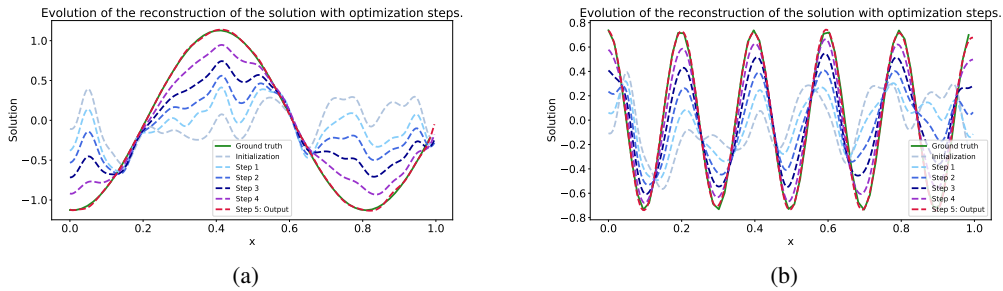 Evolution of the reconstruction of the solution with optimization steps.
1.0
0.5
0.0
−0.5
−1.0
Solution
Ground truth
Initialization
Step 1
Step 2
Step 3
Step 4
Step 5: Output
0.0 0.2 0.4 0.6 0.8 1.0
x
(a)
Evolution of the reconstruction of the solution with optimization steps.
0.8
0.6
0.4
0.2
0.0
−0.2
−0.4
−0.6
−0.8
Solution
Ground truth
Initialization
Step 1
Step 2
Step 3
Step 4
Step 5: Output
0.0 0.2 0.4 0.6 0.8 1.0
x
(b)